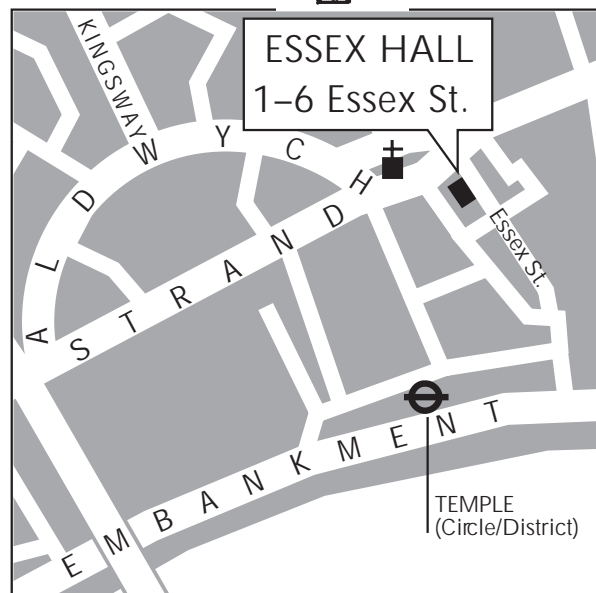 ESSEX HALL
1–6 Essex St.
KINGSWAY
ALDWYCH
STRAND
Essex St.
EMBANKMENT
TEMPLE
(Circle/District)